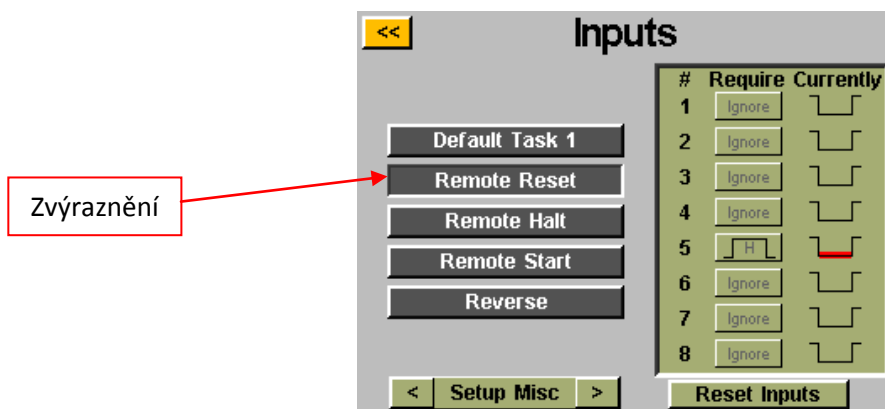 << Inputs
# Require Currently
1 Ignore
Default Task 1
2 Ignore
Remote Reset
3 Ignore
Zvýraznění
Remote Halt
4 Ignore
Remote Start
5 H
Reverse
6 Ignore
7 Ignore
8 Ignore
< Setup Misc >
Reset Inputs